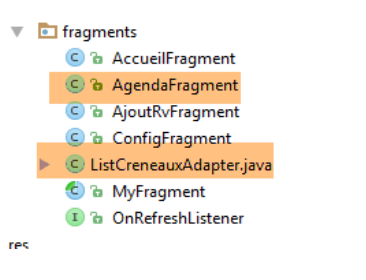 fragments
C AccueilFragment
C AgendaFragment
C AjoutRvFragment
C ConfigFragment
C ListCreneauxAdapter.java
C MyFragment
I OnRefreshListener
res